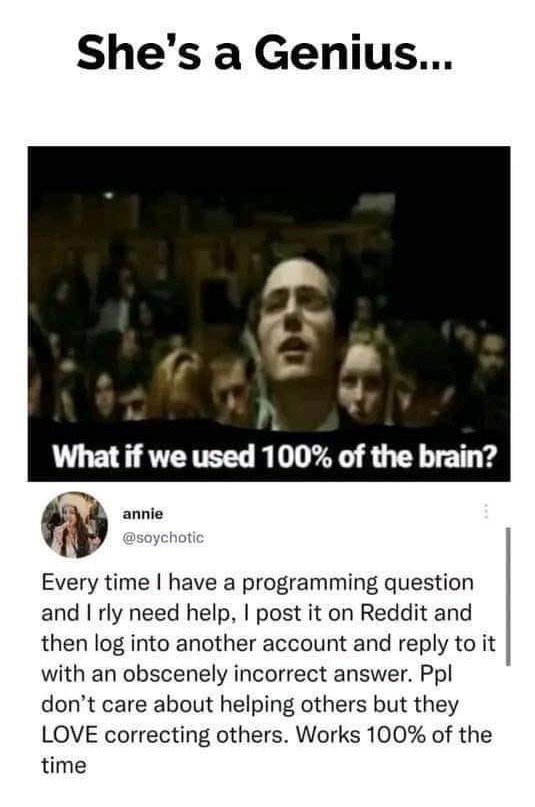 She's a Genius...
What if we used 100% of the brain?
annie
@soychotic
Every time I have a programming question
and I rly need help, I post it on Reddit and
then log into another account and reply to it
with an obscenely incorrect answer. Ppl
don't care about helping others but they
LOVE correcting others. Works 100% of the
time